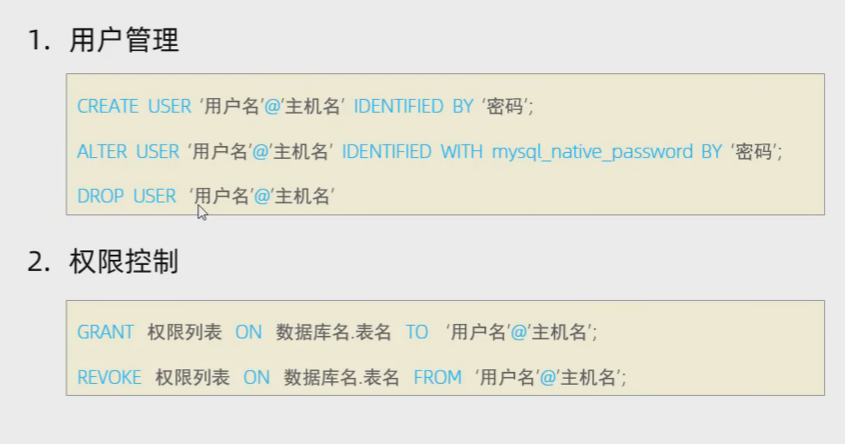 1. 用户管理
CREATE USER ‘用户名’@’主机名’ IDENTIFIED BY ‘密码’;
ALTER USER ‘用户名’@’主机名’ IDENTIFIED WITH mysql_native_password BY ‘密码’;
DROP USER ‘用户名’@’主机名’
2. 权限控制
GRANT 权限列表 ON 数据库名.表名 TO ‘用户名’@’主机名’;
REVOKE 权限列表 ON 数据库名.表名 FROM ‘用户名’@’主机名’;